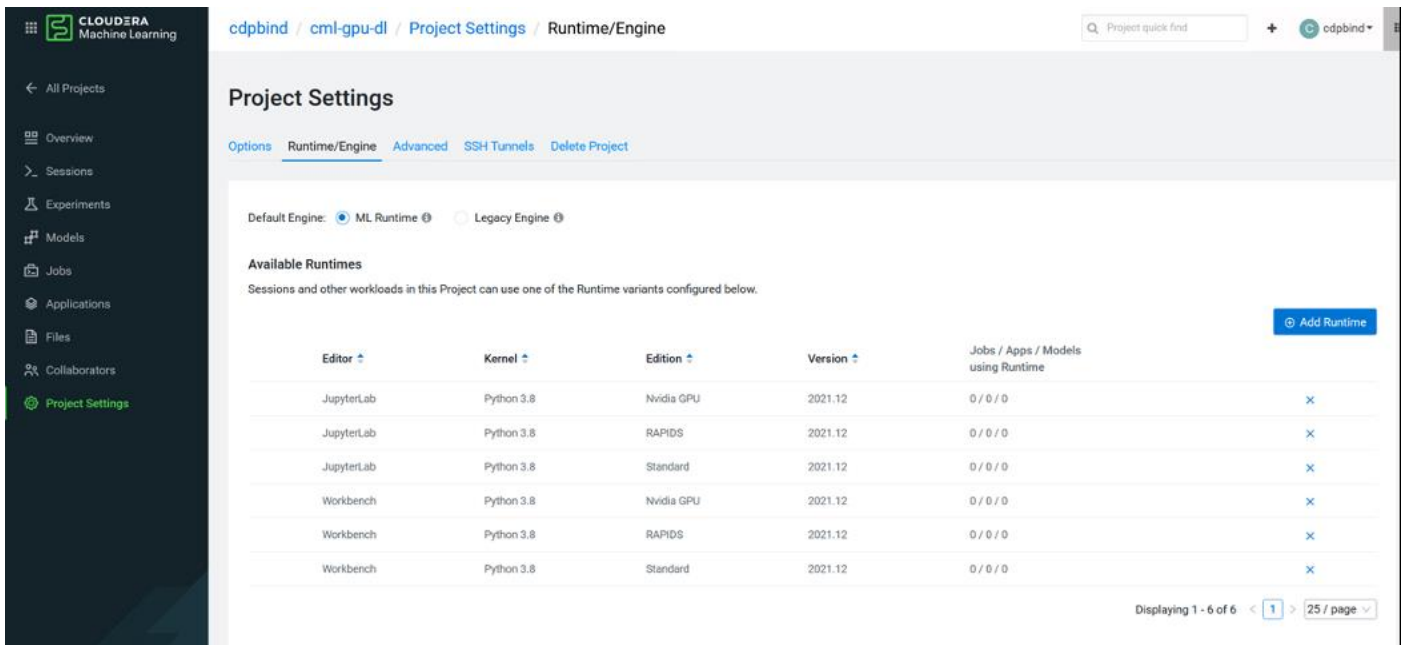 CLOUDERA
Machine Learning
cdpbind / cml-gpu-dl / Project Settings / Runtime/Engine
Project quick find
+
C cdpbind
All Projects
Overview
Sessions
Experiments
Models
Jobs
Applications
Files
Collaborators
Project Settings
Project Settings
Options Runtime/Engine Advanced SSH Tunnels Delete Project
Default Engine: ML Runtime Legacy Engine
Available Runtimes
Sessions and other workloads in this Project can use one of the Runtime variants configured below.
Add Runtime
Editor Kernel Edition Version Jobs / Apps / Models
using Runtime
JupyterLab Python 3.8 Nvidia GPU 2021.12 0 / 0 / 0 ×
JupyterLab Python 3.8 RAPIDS 2021.12 0 / 0 / 0 ×
JupyterLab Python 3.8 Standard 2021.12 0 / 0 / 0 ×
Workbench Python 3.8 Nvidia GPU 2021.12 0 / 0 / 0 ×
Workbench Python 3.8 RAPIDS 2021.12 0 / 0 / 0 ×
Workbench Python 3.8 Standard 2021.12 0 / 0 / 0 ×
Displaying 1 - 6 of 6 < 1 > 25 / page